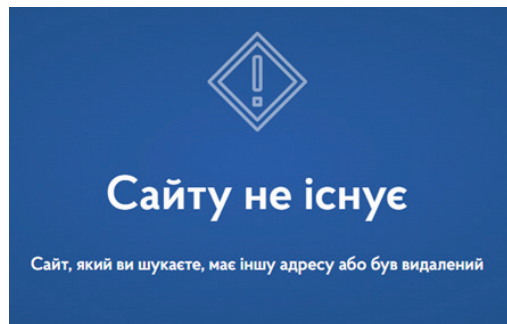 Сайту не існує
Сайт, який ви шукаєте, має іншу адресу або був видалений